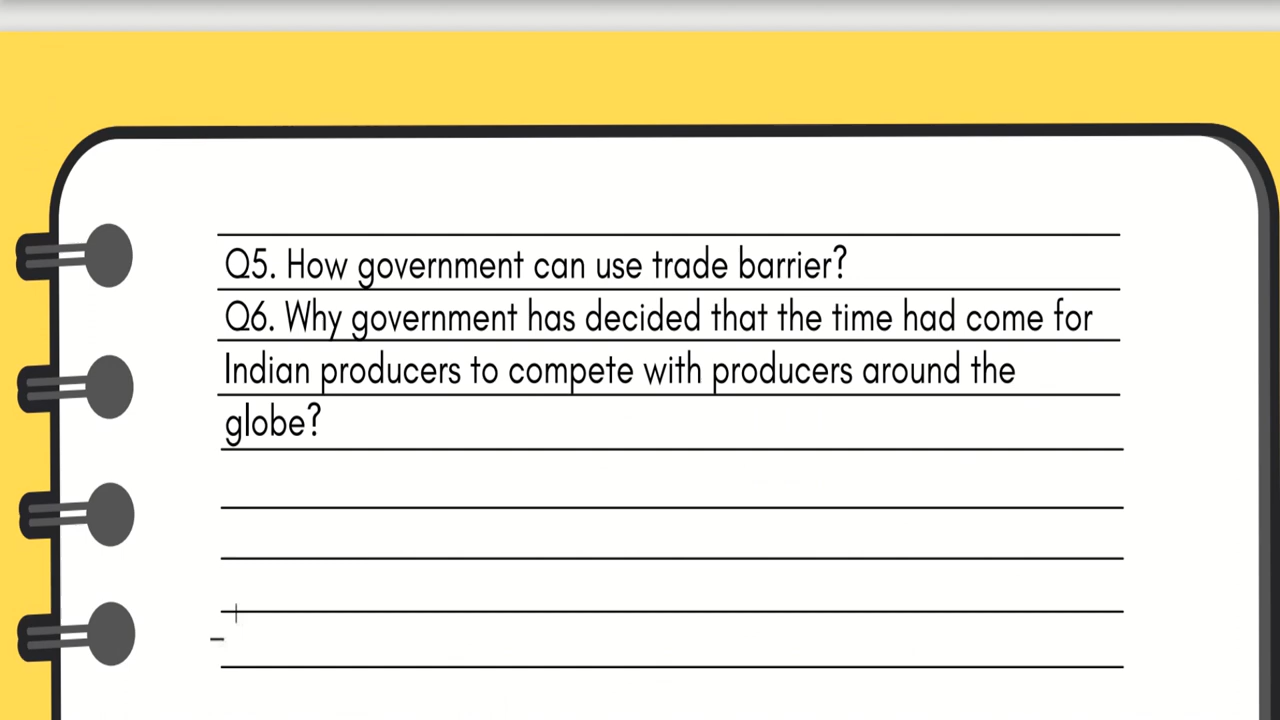 Q5. How government can use trade barrier?
Q6. Why government has decided that the time had come for
Indian producers to compete with producers around the
globe?